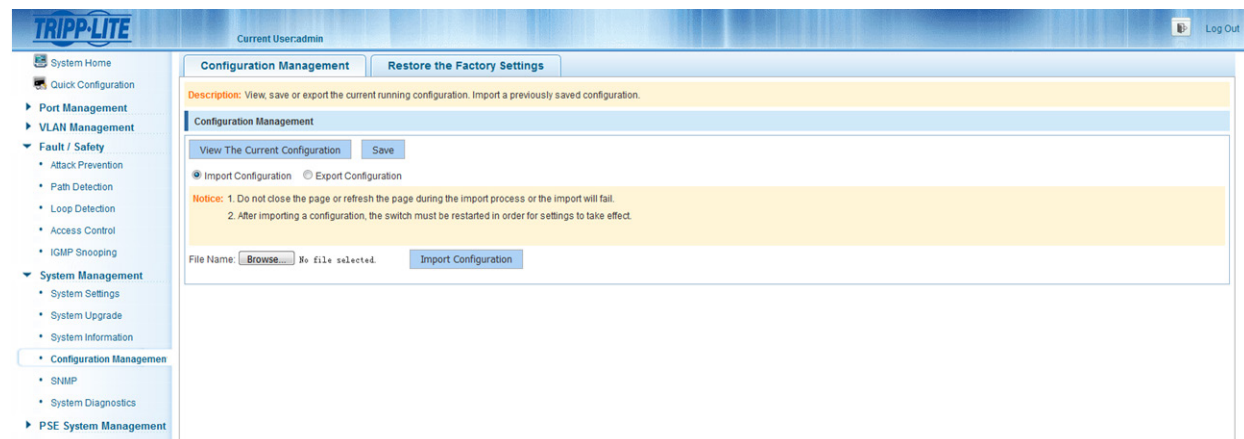 TRIPP·LITE
Current User:admin
Log Out
System Home
Quick Configuration
Port Management
VLAN Management
Fault / Safety
Attack Prevention
Path Detection
Loop Detection
Access Control
IGMP Snooping
System Management
System Settings
System Upgrade
System Information
Configuration Managemen
SNMP
System Diagnostics
PSE System Management
Configuration Management
Restore the Factory Settings
Description: View, save or export the current running configuration. Import a previously saved configuration.
Configuration Management
View The Current Configuration Save
Import Configuration Export Configuration
Notice: 1. Do not close the page or refresh the page during the import process or the import will fail.
2. After importing a configuration, the switch must be restarted in order for settings to take effect.
File Name: Browse... No file selected. Import Configuration